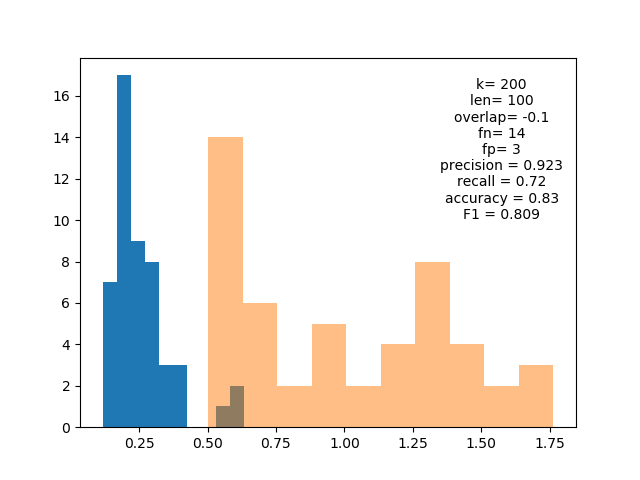 k= 200
len= 100
overlap= -0.1
fn= 14
fp= 3
precision = 0.923
recall = 0.72
accuracy = 0.83
F1 = 0.809
16
14
12
10
8
6
4
2
0
0.25 0.50 0.75 1.00 1.25 1.50 1.75